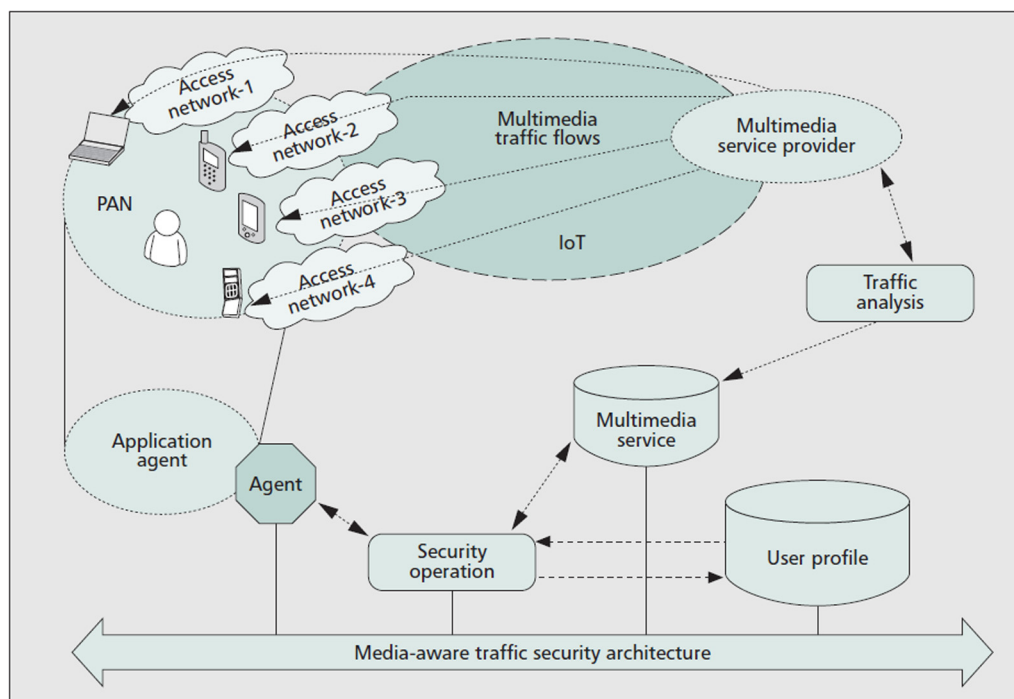 Access
network-1
Access
network-2
Multimedia
traffic flows
Multimedia
service provider
PAN
Access
network-3
IoT
Access
network-4
Traffic
analysis
Multimedia
service
Application
agent
Agent
Security
operation
User profile
Media-aware traffic security architecture